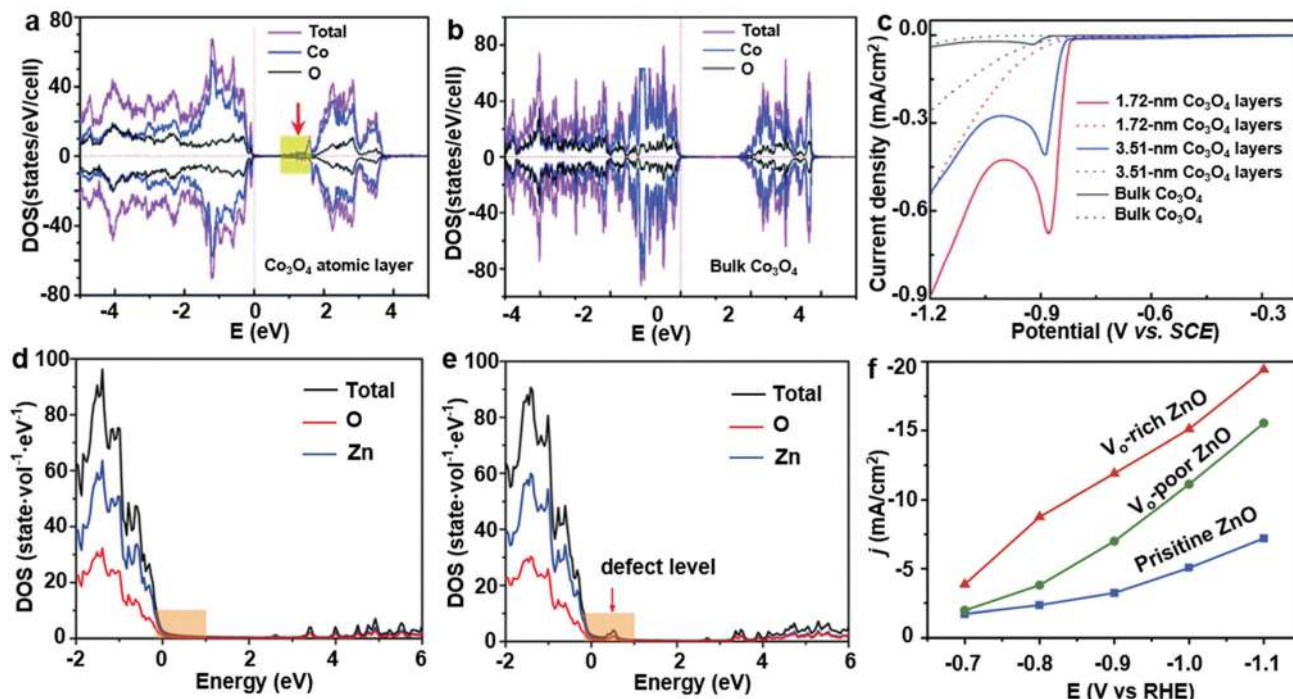 a
Total
Co
O
80
40
0
-40
-80
DOS(states/eV/cell)
Co₃O₄ atomic layer
-4 -2 0 2 4
E (eV)
b
Total
Co
O
80
40
0
-40
-80
DOS(states/eV/cell)
Bulk Co₃O₄
-4 -2 0 2 4
E (eV)
c
0.00
-0.3
-0.6
-0.9
Current density (mA/cm²)
1.72-nm Co₃O₄ layers
1.72-nm Co₃O₄ layers
3.51-nm Co₃O₄ layers
3.51-nm Co₃O₄ layers
Bulk Co₃O₄
Bulk Co₃O₄
-1.2 -0.9 -0.6 -0.3
Potential (V vs. SCE)
d
100
80
60
40
20
0
DOS (state·vol⁻¹·eV⁻¹)
Total
O
Zn
-2 0 2 4 6
Energy (eV)
e
100
80
60
40
20
0
DOS (state·vol⁻¹·eV⁻¹)
Total
O
Zn
defect level
-2 0 2 4 6
Energy (eV)
f
-20
-15
-10
-5
0
j (mA/cm²)
Vₒ-rich ZnO
Vₒ-poor ZnO
Prisitine ZnO
-0.7 -0.8 -0.9 -1.0 -1.1
E (V vs RHE)